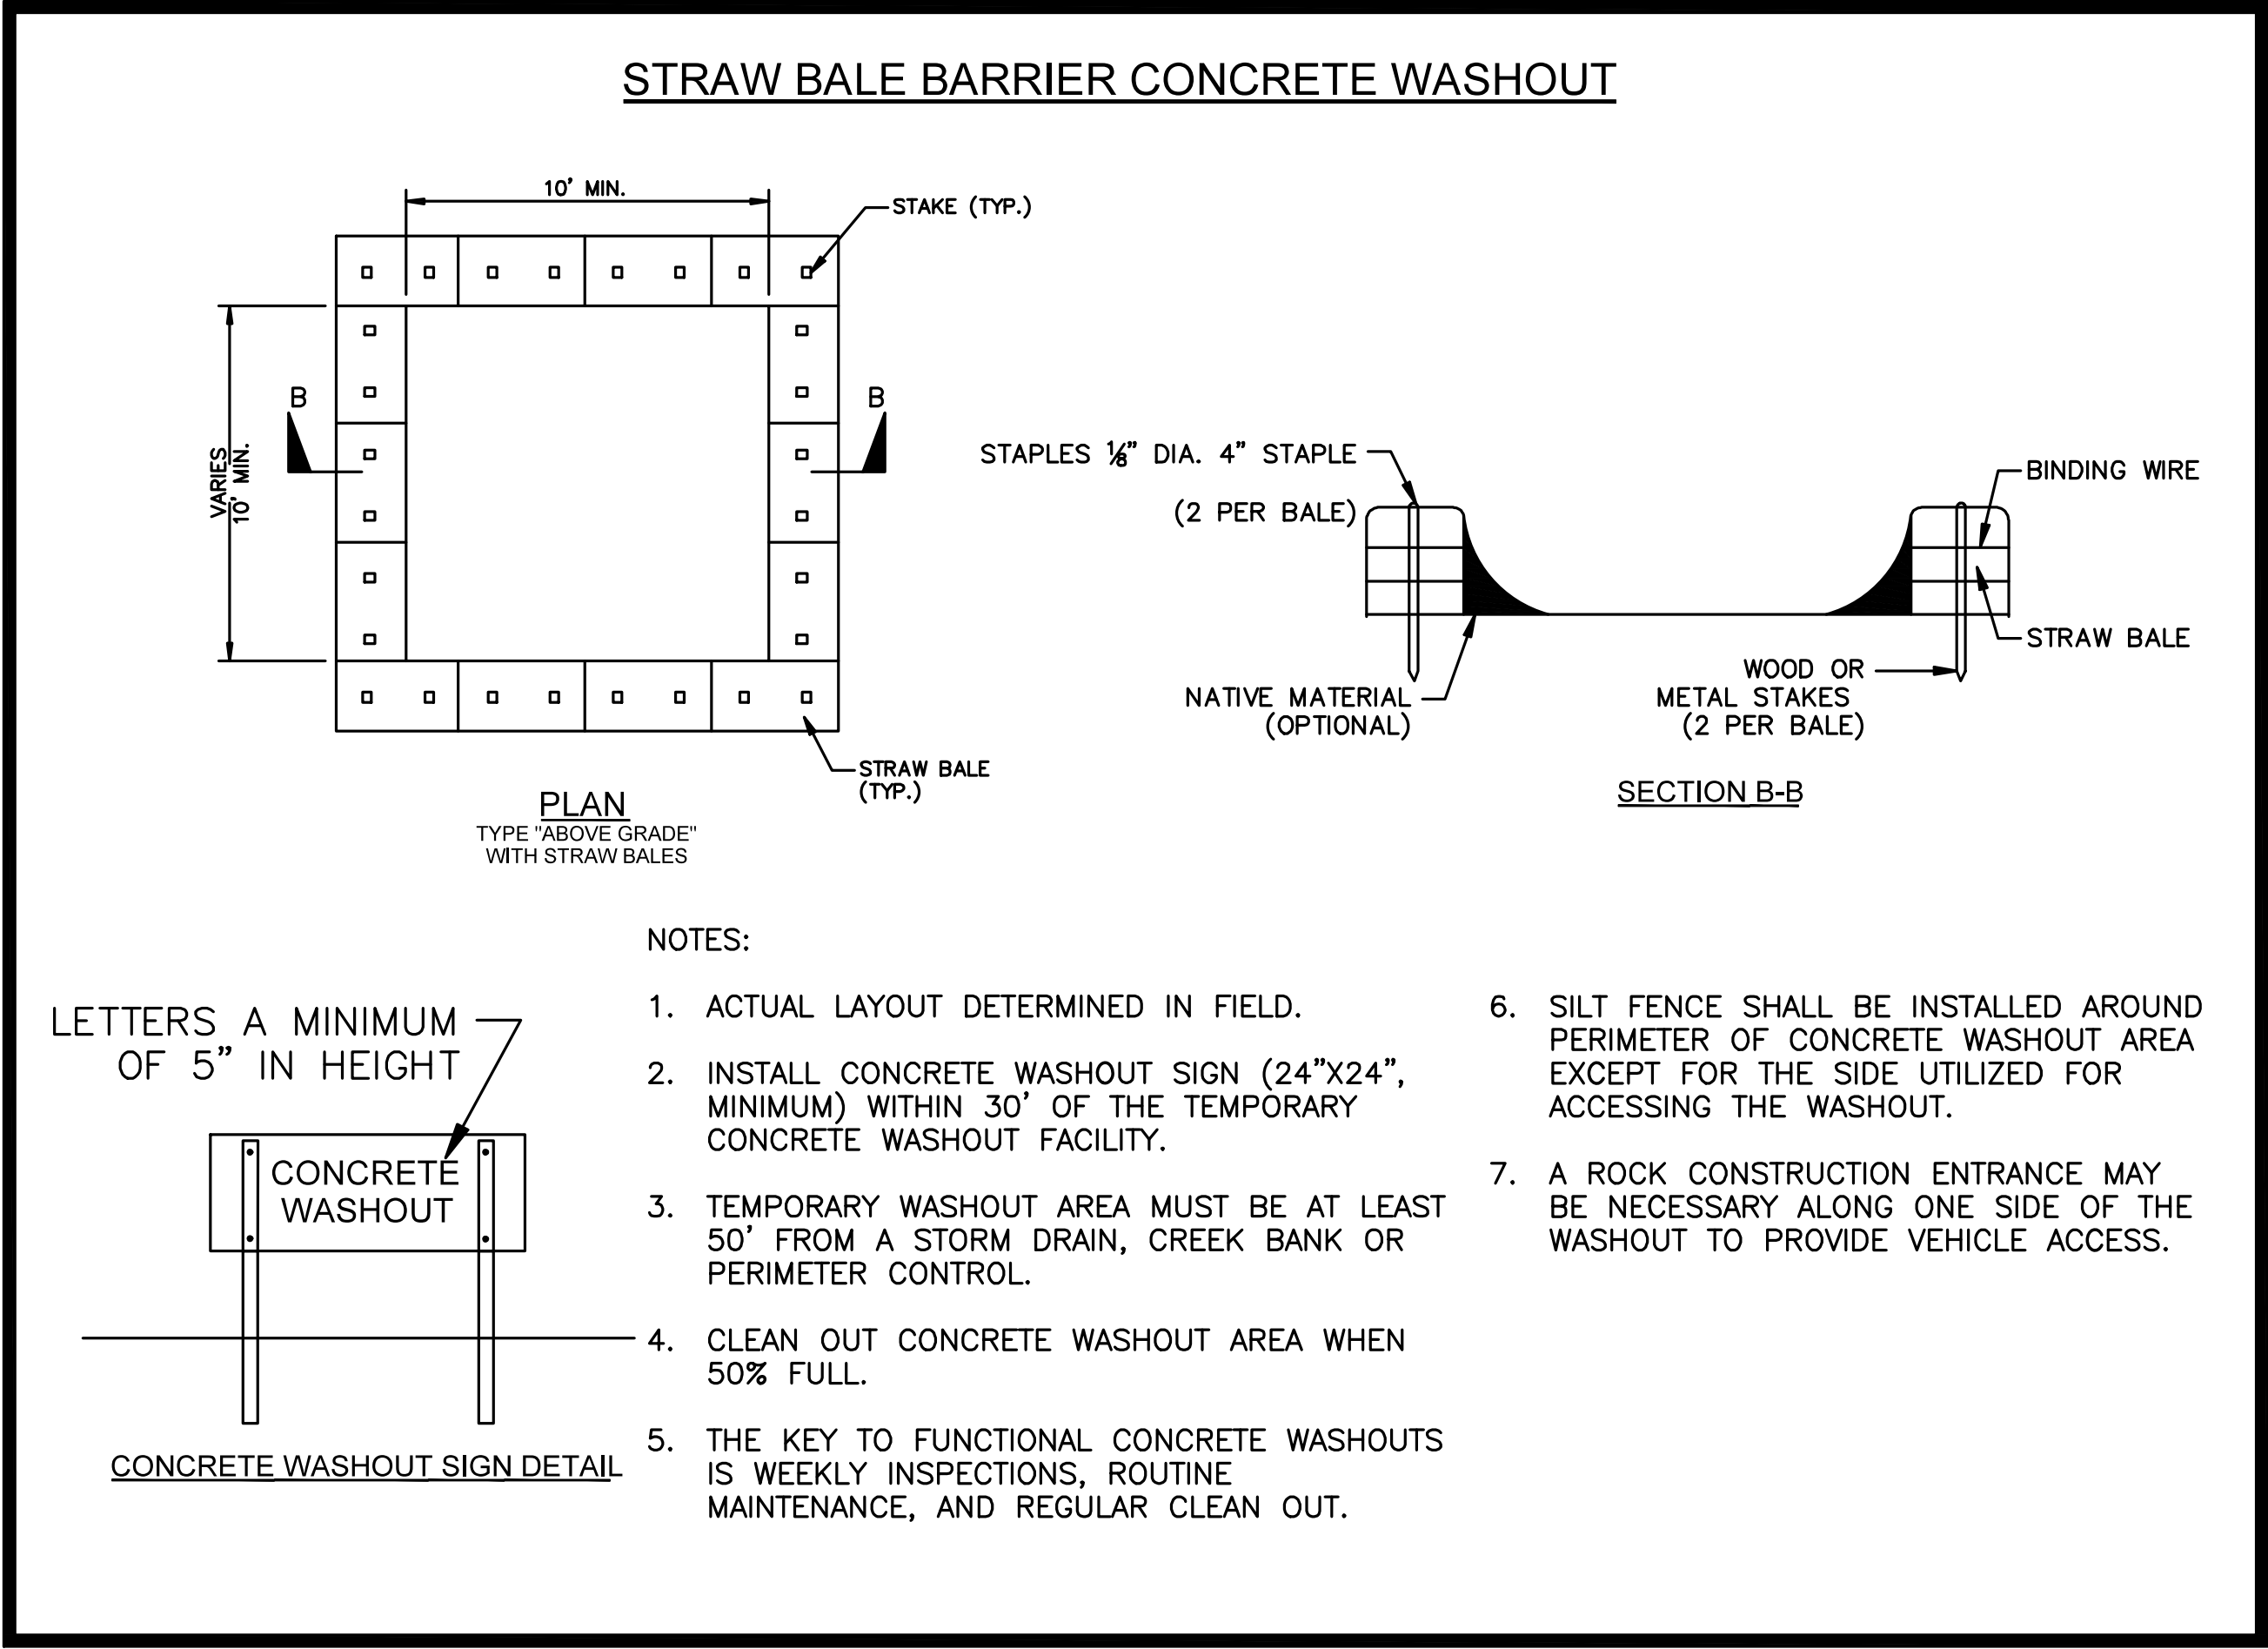 STRAW BALE BARRIER CONCRETE WASHOUT
10' MIN.
STAKE (TYP.)
B
B
VARIES
10' MIN.
STRAW BALE
(TYP.)
PLAN
TYPE "ABOVE GRADE"
WITH STRAW BALES
STAPLES ⅛" DIA. 4" STAPLE
(2 PER BALE)
BINDING WIRE
STRAW BALE
WOOD OR
METAL STAKES
(2 PER BALE)
NATIVE MATERIAL
(OPTIONAL)
SECTION B-B
LETTERS A MINIMUM
OF 5" IN HEIGHT
CONCRETE
WASHOUT
CONCRETE WASHOUT SIGN DETAIL
NOTES:
1. ACTUAL LAYOUT DETERMINED IN FIELD.
2. INSTALL CONCRETE WASHOUT SIGN (24"X24",
MINIMUM) WITHIN 30' OF THE TEMPORARY
CONCRETE WASHOUT FACILITY.
3. TEMPORARY WASHOUT AREA MUST BE AT LEAST
50' FROM A STORM DRAIN, CREEK BANK OR
PERIMETER CONTROL.
4. CLEAN OUT CONCRETE WASHOUT AREA WHEN
50% FULL.
5. THE KEY TO FUNCTIONAL CONCRETE WASHOUTS
IS WEEKLY INSPECTIONS, ROUTINE
MAINTENANCE, AND REGULAR CLEAN OUT.
6. SILT FENCE SHALL BE INSTALLED AROUND
PERIMETER OF CONCRETE WASHOUT AREA
EXCEPT FOR THE SIDE UTILIZED FOR
ACCESSING THE WASHOUT.
7. A ROCK CONSTRUCTION ENTRANCE MAY
BE NECESSARY ALONG ONE SIDE OF THE
WASHOUT TO PROVIDE VEHICLE ACCESS.